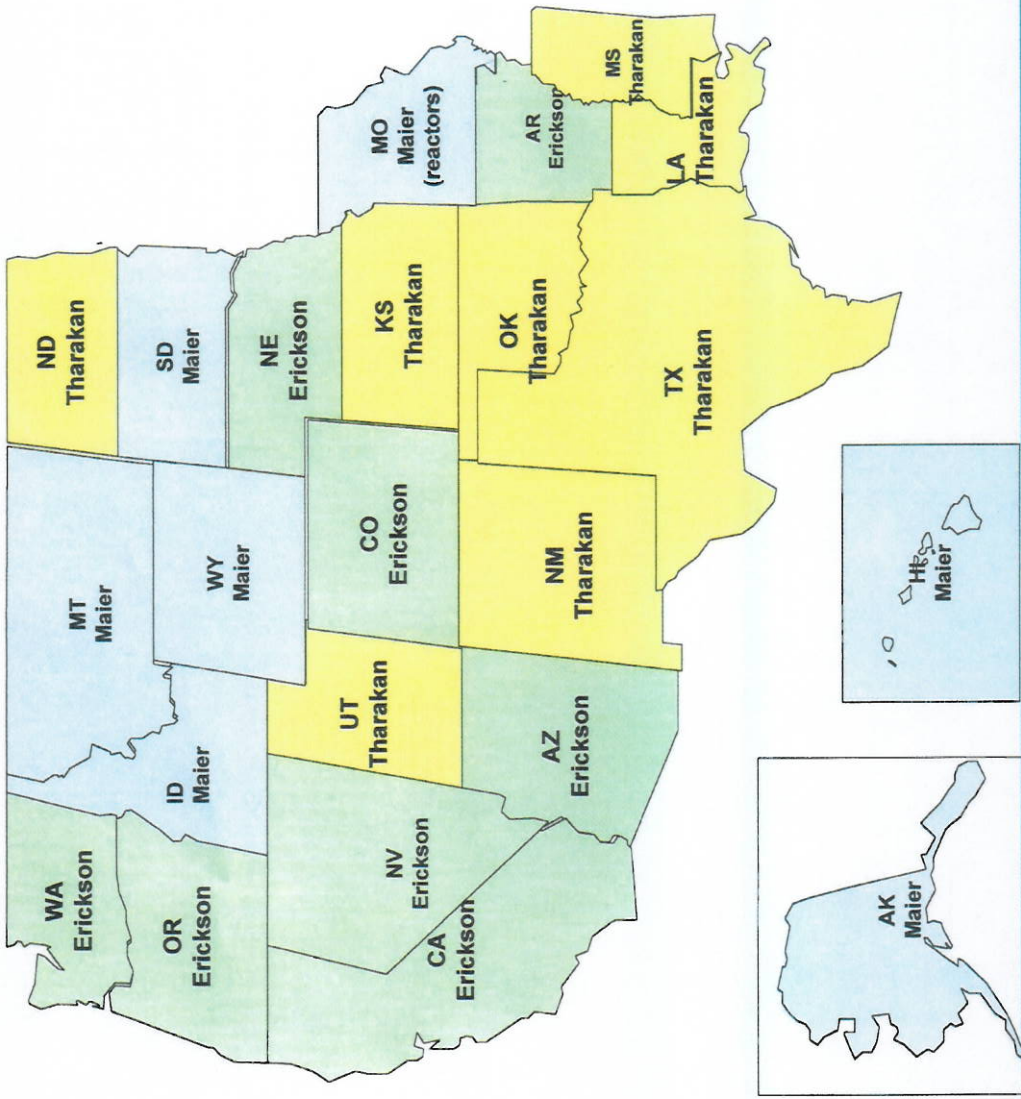 WA
Erickson
OR
Erickson
CA
Erickson
NV
Erickson
ID
Maier
MT
Maier
WY
Maier
UT
Tharakan
AZ
Erickson
CO
Erickson
NM
Tharakan
ND
Tharakan
SD
Maier
NE
Erickson
KS
Tharakan
OK
Tharakan
TX
Tharakan
MO
Maier
(reactors)
AR
Erickson
LA
Tharakan
MS
Tharakan
AK
Maier
HI
Maier